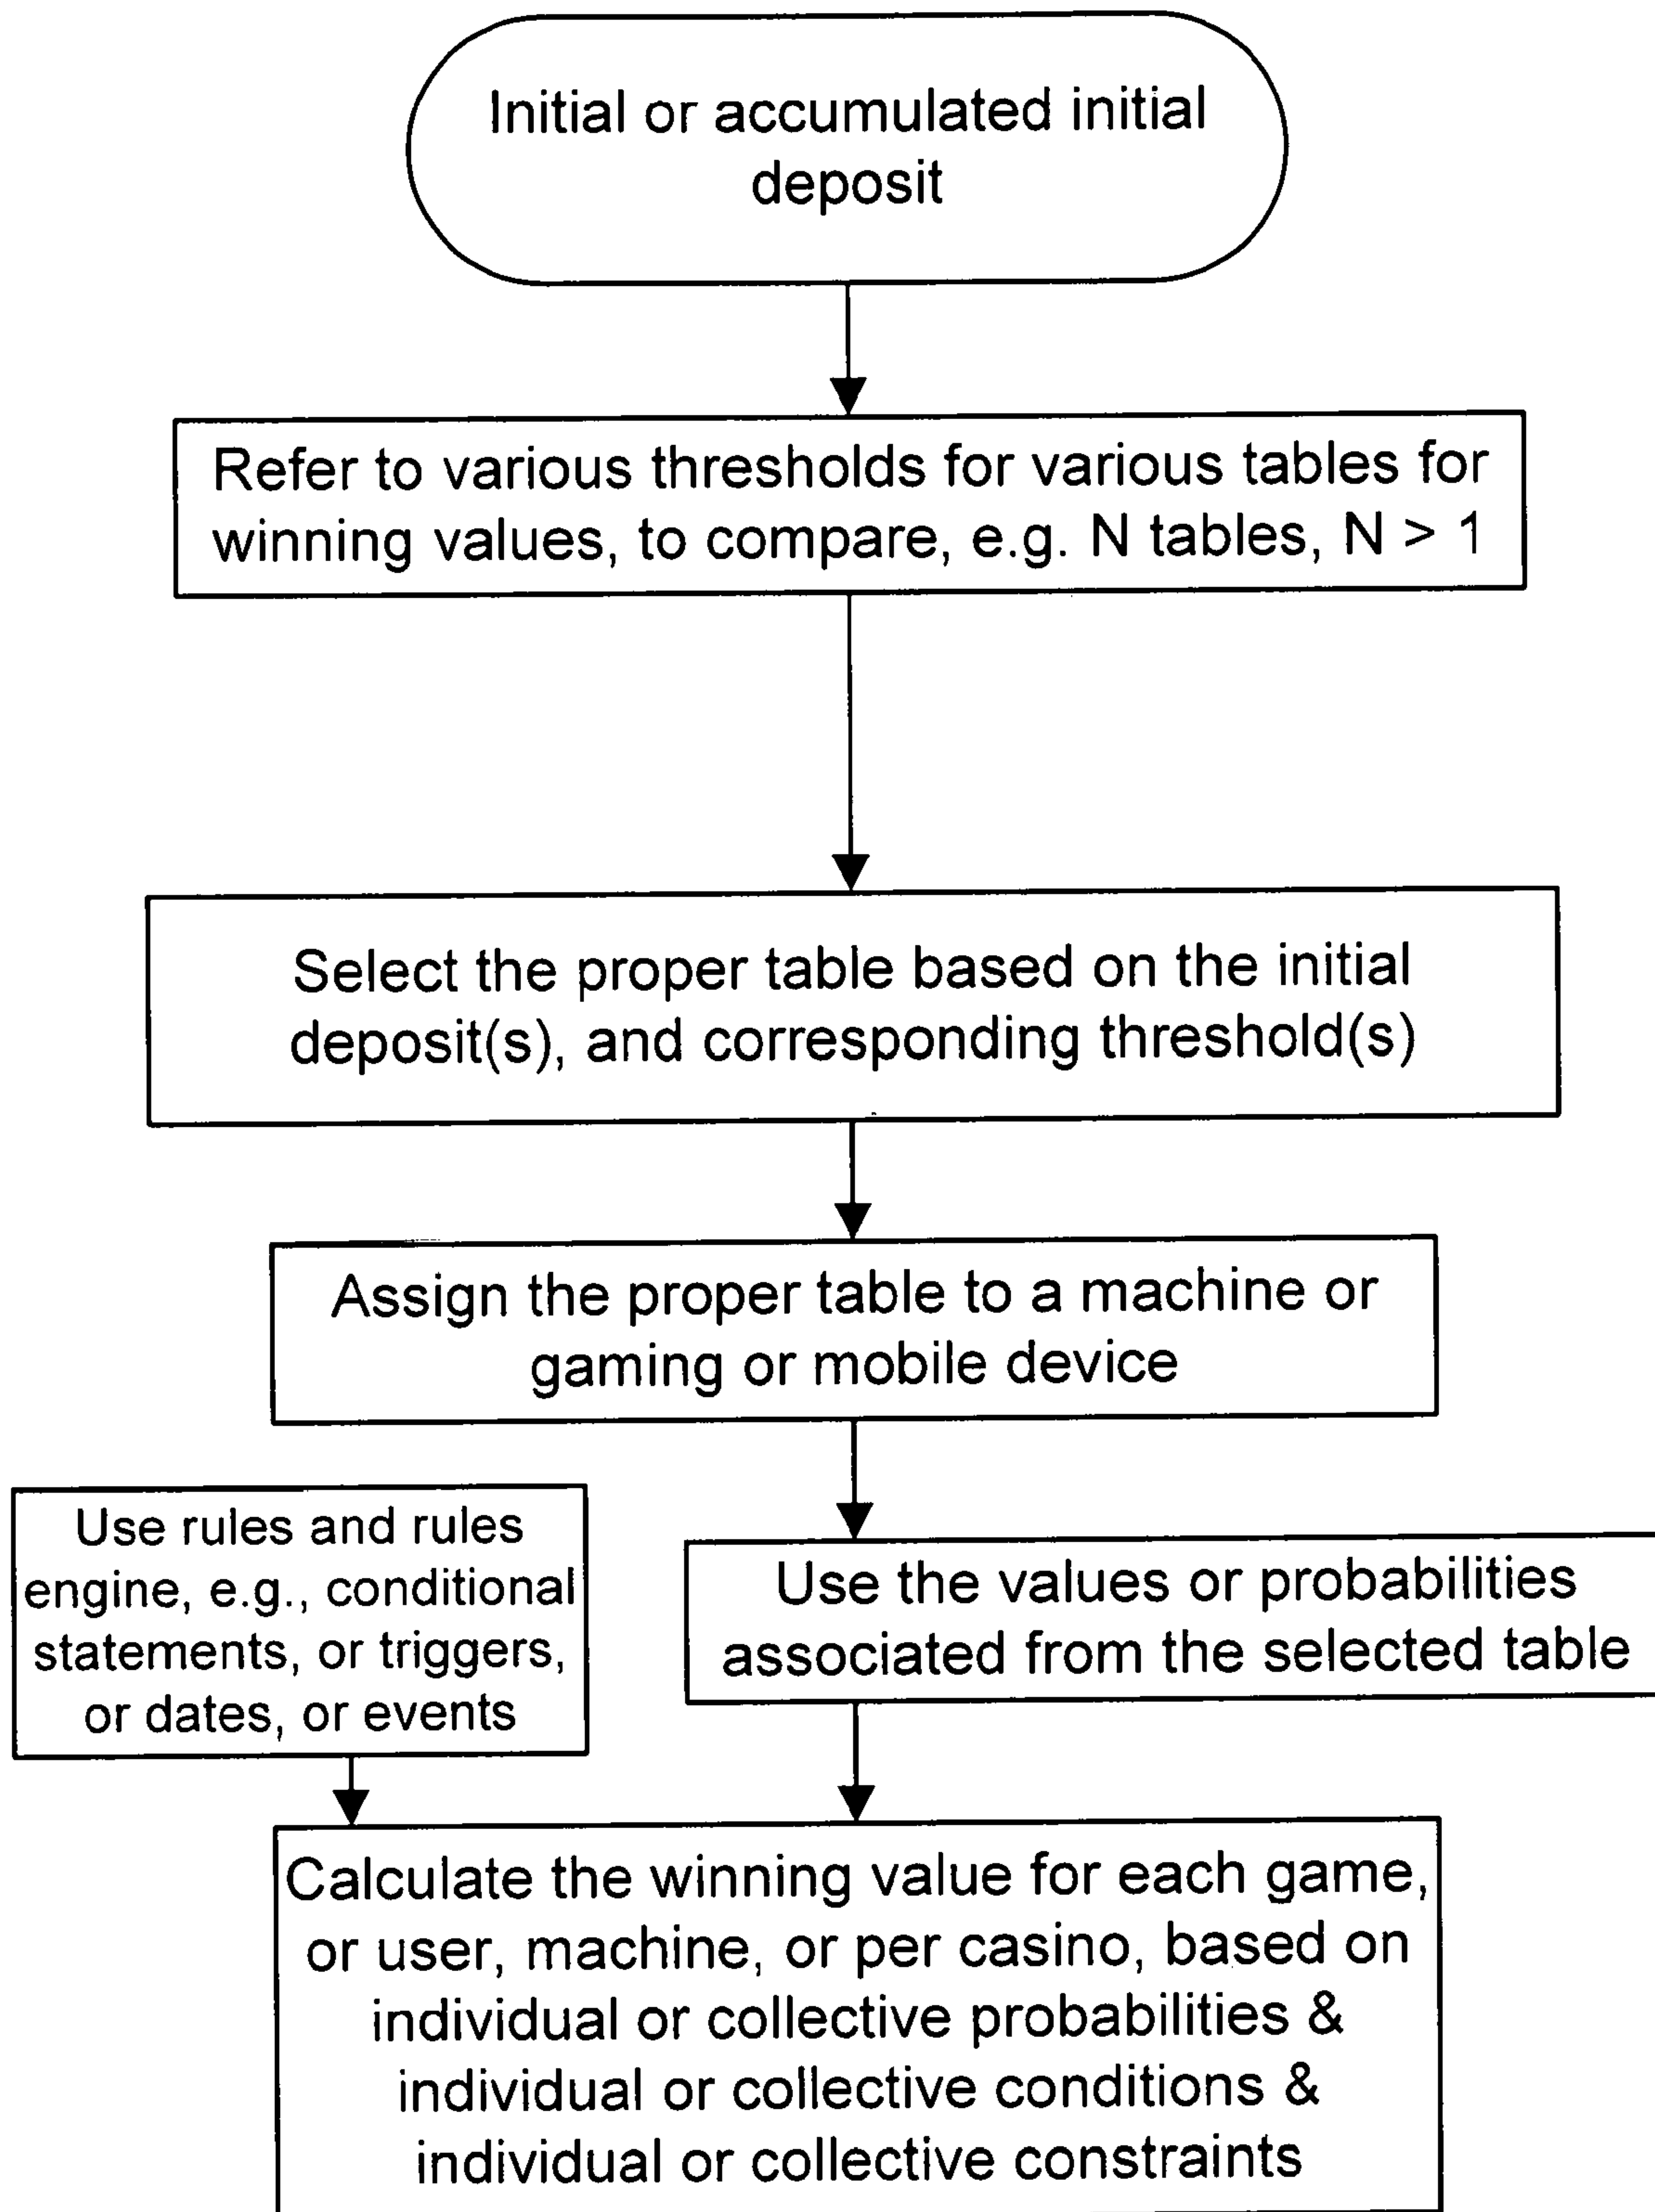 Initial or accumulated initial
deposit
Refer to various thresholds for various tables for
winning values, to compare, e.g. N tables, N > 1
Select the proper table based on the initial
deposit(s), and corresponding threshold(s)
Assign the proper table to a machine or
gaming or mobile device
Use rules and rules
engine, e.g., conditional
statements, or triggers,
or dates, or events
Use the values or probabilities
associated from the selected table
Calculate the winning value for each game,
or user, machine, or per casino, based on
individual or collective probabilities &
individual or collective conditions &
individual or collective constraints